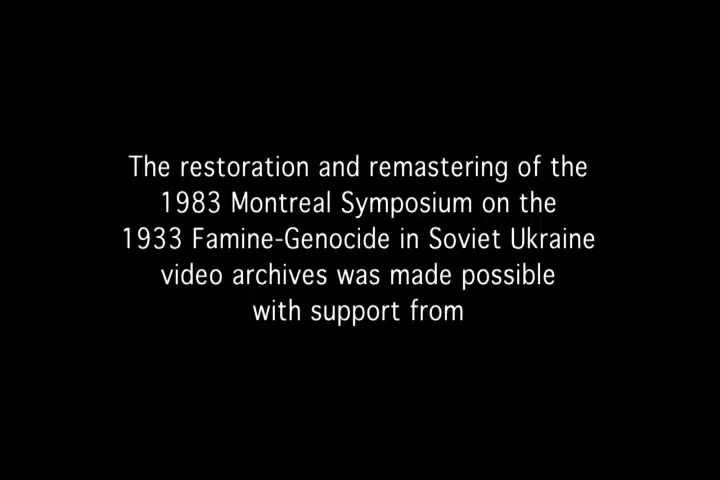 The restoration and remastering of the
1983 Montreal Symposium on the
1933 Famine-Genocide in Soviet Ukraine
video archives was made possible
with support from